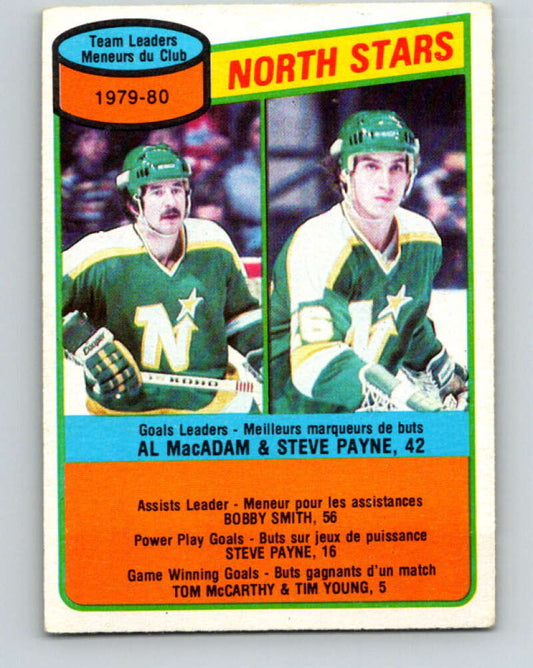 Team Leaders
Meneurs du Club
1979-80
NORTH STARS
N
KOHO
6
N
Goals Leaders - Meilleurs marqueurs de buts
AL MacADAM & STEVE PAYNE, 42
Assists Leader - Meneur pour les assistances
BOBBY SMITH, 56
Power Play Goals - Buts sur jeux de puissance
STEVE PAYNE, 16
Game Winning Goals - Buts gagnants d'un match
TOM McCARTHY & TIM YOUNG, 5